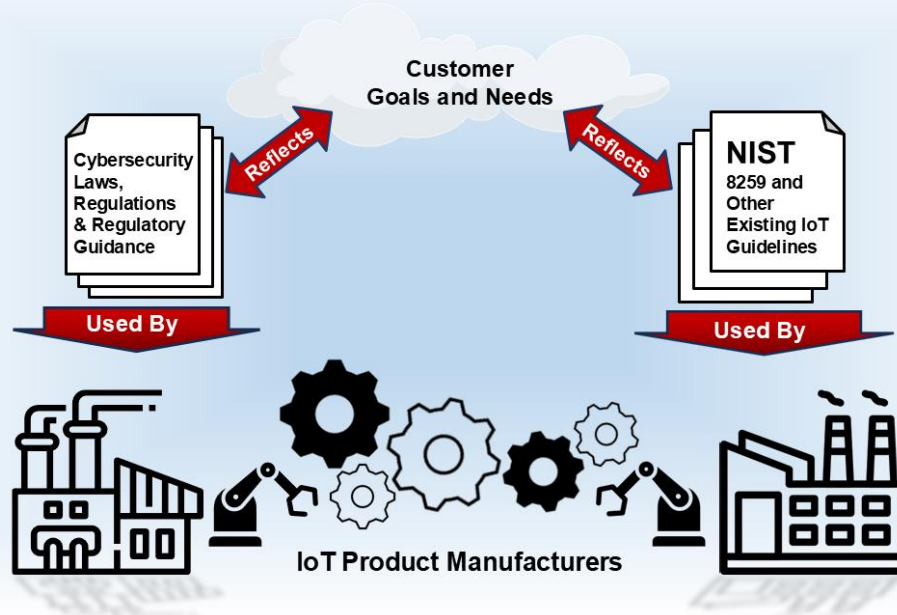 Customer
Goals and Needs
Reflects
Reflects
Cybersecurity
Laws,
Regulations
& Regulatory
Guidance
NIST
8259 and
Other
Existing IoT
Guidelines
Used By
Used By
IoT Product Manufacturers